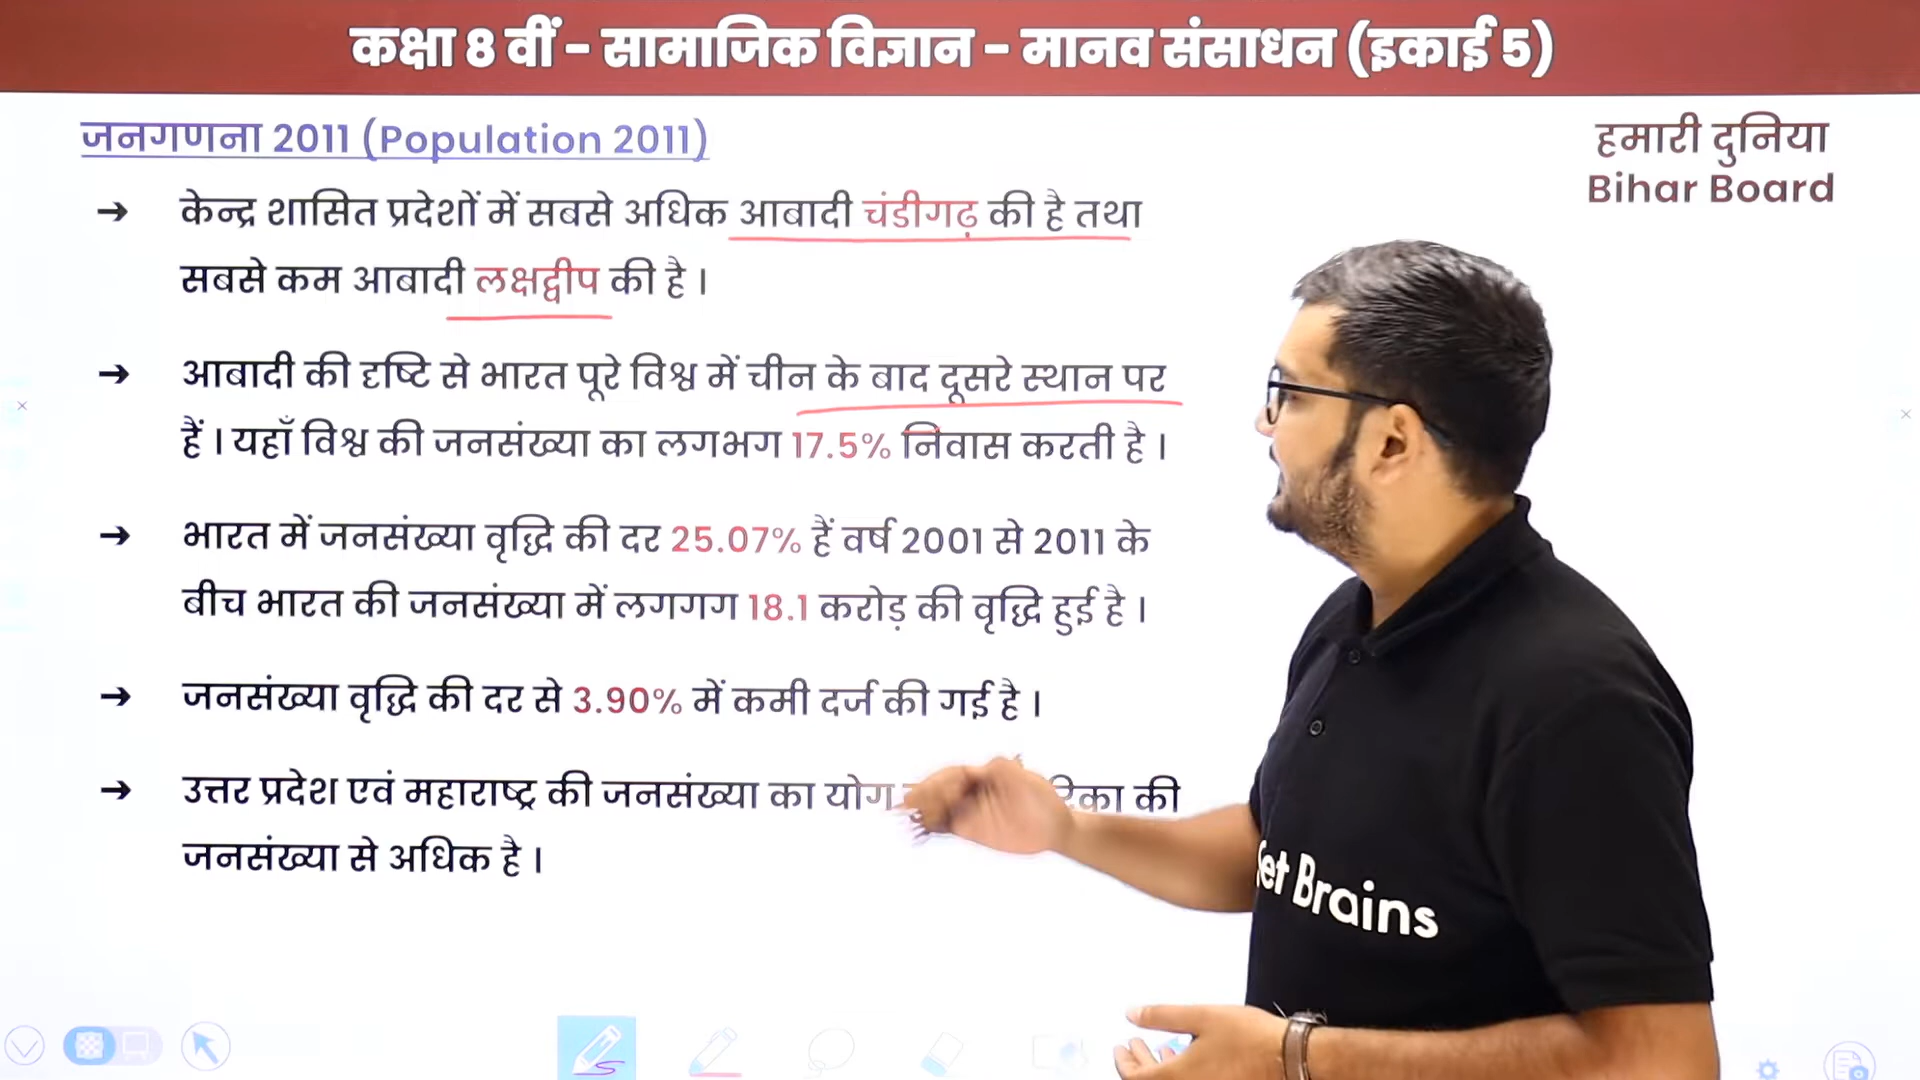 कक्षा 8 वीं - सामाजिक विज्ञान - मानव संसाधन (इकाई 5)
जनगणना 2011 (Population 2011)
हमारी दुनिया
Bihar Board
➔ केन्द्र शासित प्रदेशों में सबसे अधिक आबादी चंडीगढ़ की है तथा
सबसे कम आबादी लक्षद्वीप की है ।
➔ आबादी की दृष्टि से भारत पूरे विश्व में चीन के बाद दूसरे स्थान पर
हैं । यहाँ विश्व की जनसंख्या का लगभग 17.5% निवास करती है ।
➔ भारत में जनसंख्या वृद्धि की दर 25.07% हैं वर्ष 2001 से 2011 के
बीच भारत की जनसंख्या में लगगग 18.1 करोड़ की वृद्धि हुई है ।
➔ जनसंख्या वृद्धि की दर से 3.90% में कमी दर्ज की गई है ।
➔ उत्तर प्रदेश एवं महाराष्ट्र की जनसंख्या का योग की
जनसंख्या से अधिक है ।
Brains